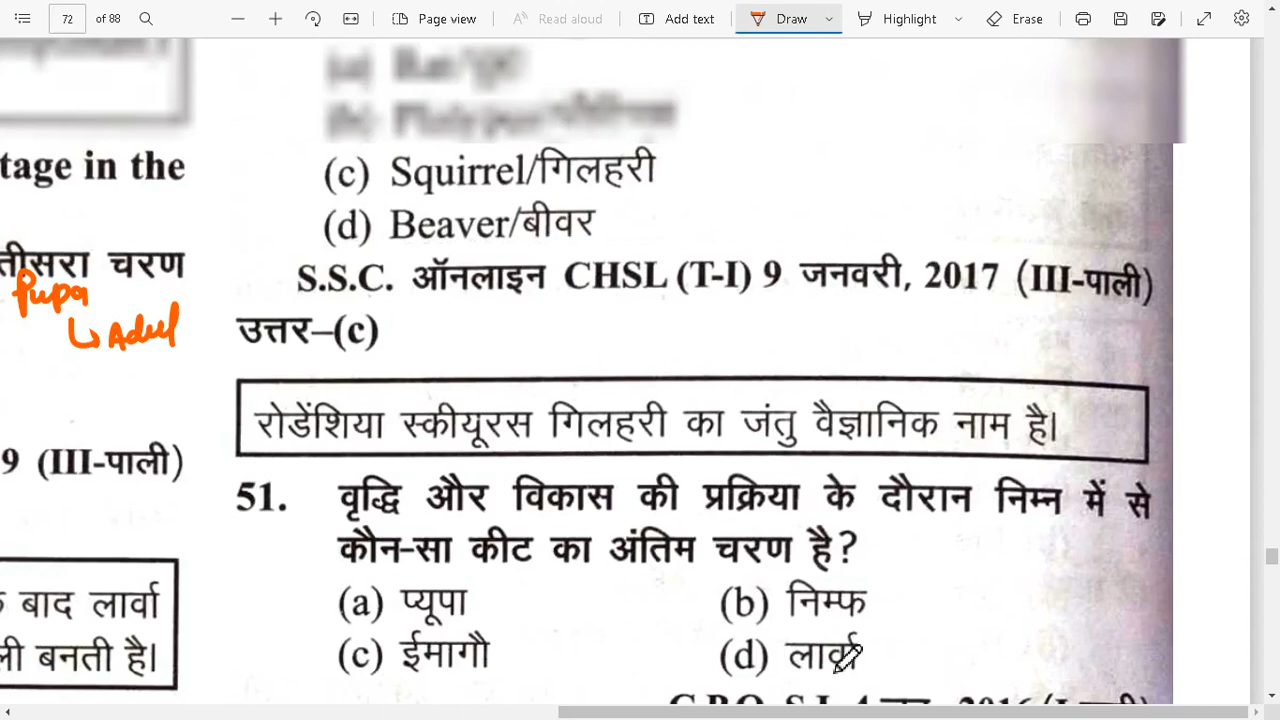 72 of 88
Page view
Read aloud
Add text
Draw
Highlight
Erase
tage in the
तीसरा चरण
Pupa
↳ Adul
9 (III-पाली)
बाद लार्वा
ली बनती है।
(c) Squirrel/गिलहरी
(d) Beaver/बीवर
S.S.C. ऑनलाइन CHSL (T-I) 9 जनवरी, 2017 (III-पाली)
उत्तर–(c)
रोडेंशिया स्कीयूरस गिलहरी का जंतु वैज्ञानिक नाम है।
51. वृद्धि और विकास की प्रक्रिया के दौरान निम्न में से
कौन-सा कीट का अंतिम चरण है?
(a) प्यूपा (b) निम्फ
(c) ईमागौ (d) लार्वा